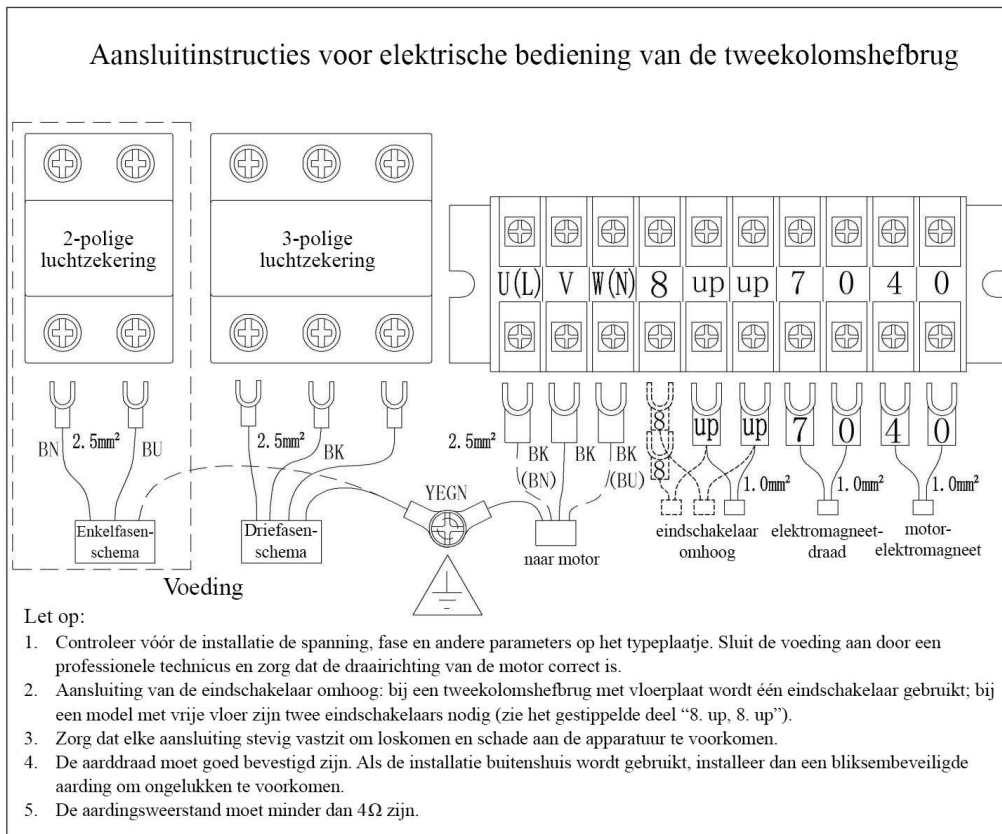 Aansluitinstructies voor elektrische bediening van de tweekolomshefbrug
2-polige
luchtzekering
3-polige
luchtzekering
U(L) V W(N) 8 up up 7 0 4 0
BN 2.5mm² BU
2.5mm² BK
YEGN
2.5mm² BK (BN) BK BK (BU)
8 8 up up 7 0 4 0
1.0mm² 1.0mm² 1.0mm²
Enkelfasen-
schema
Driefasen-
schema
naar motor
eindschakelaar
omhoog
elektromagneet-
draad
motor-
elektromagneet
Voeding
Let op:
1. Controleer vóór de installatie de spanning, fase en andere parameters op het typeplaatje. Sluit de voeding aan door een
professionele technicus en zorg dat de draairichting van de motor correct is.
2. Aansluiting van de eindschakelaar omhoog: bij een tweekolomshefbrug met vloerplaat wordt één eindschakelaar gebruikt; bij
een model met vrije vloer zijn twee eindschakelaars nodig (zie het gestippelde deel “8. up, 8. up”).
3. Zorg dat elke aansluiting stevig vastzit om loskomen en schade aan de apparatuur te voorkomen.
4. De aarddraad moet goed bevestigd zijn. Als de installatie buitenshuis wordt gebruikt, installeer dan een bliksembeveiligde
aarding om ongelukken te voorkomen.
5. De aardingsweerstand moet minder dan 4Ω zijn.